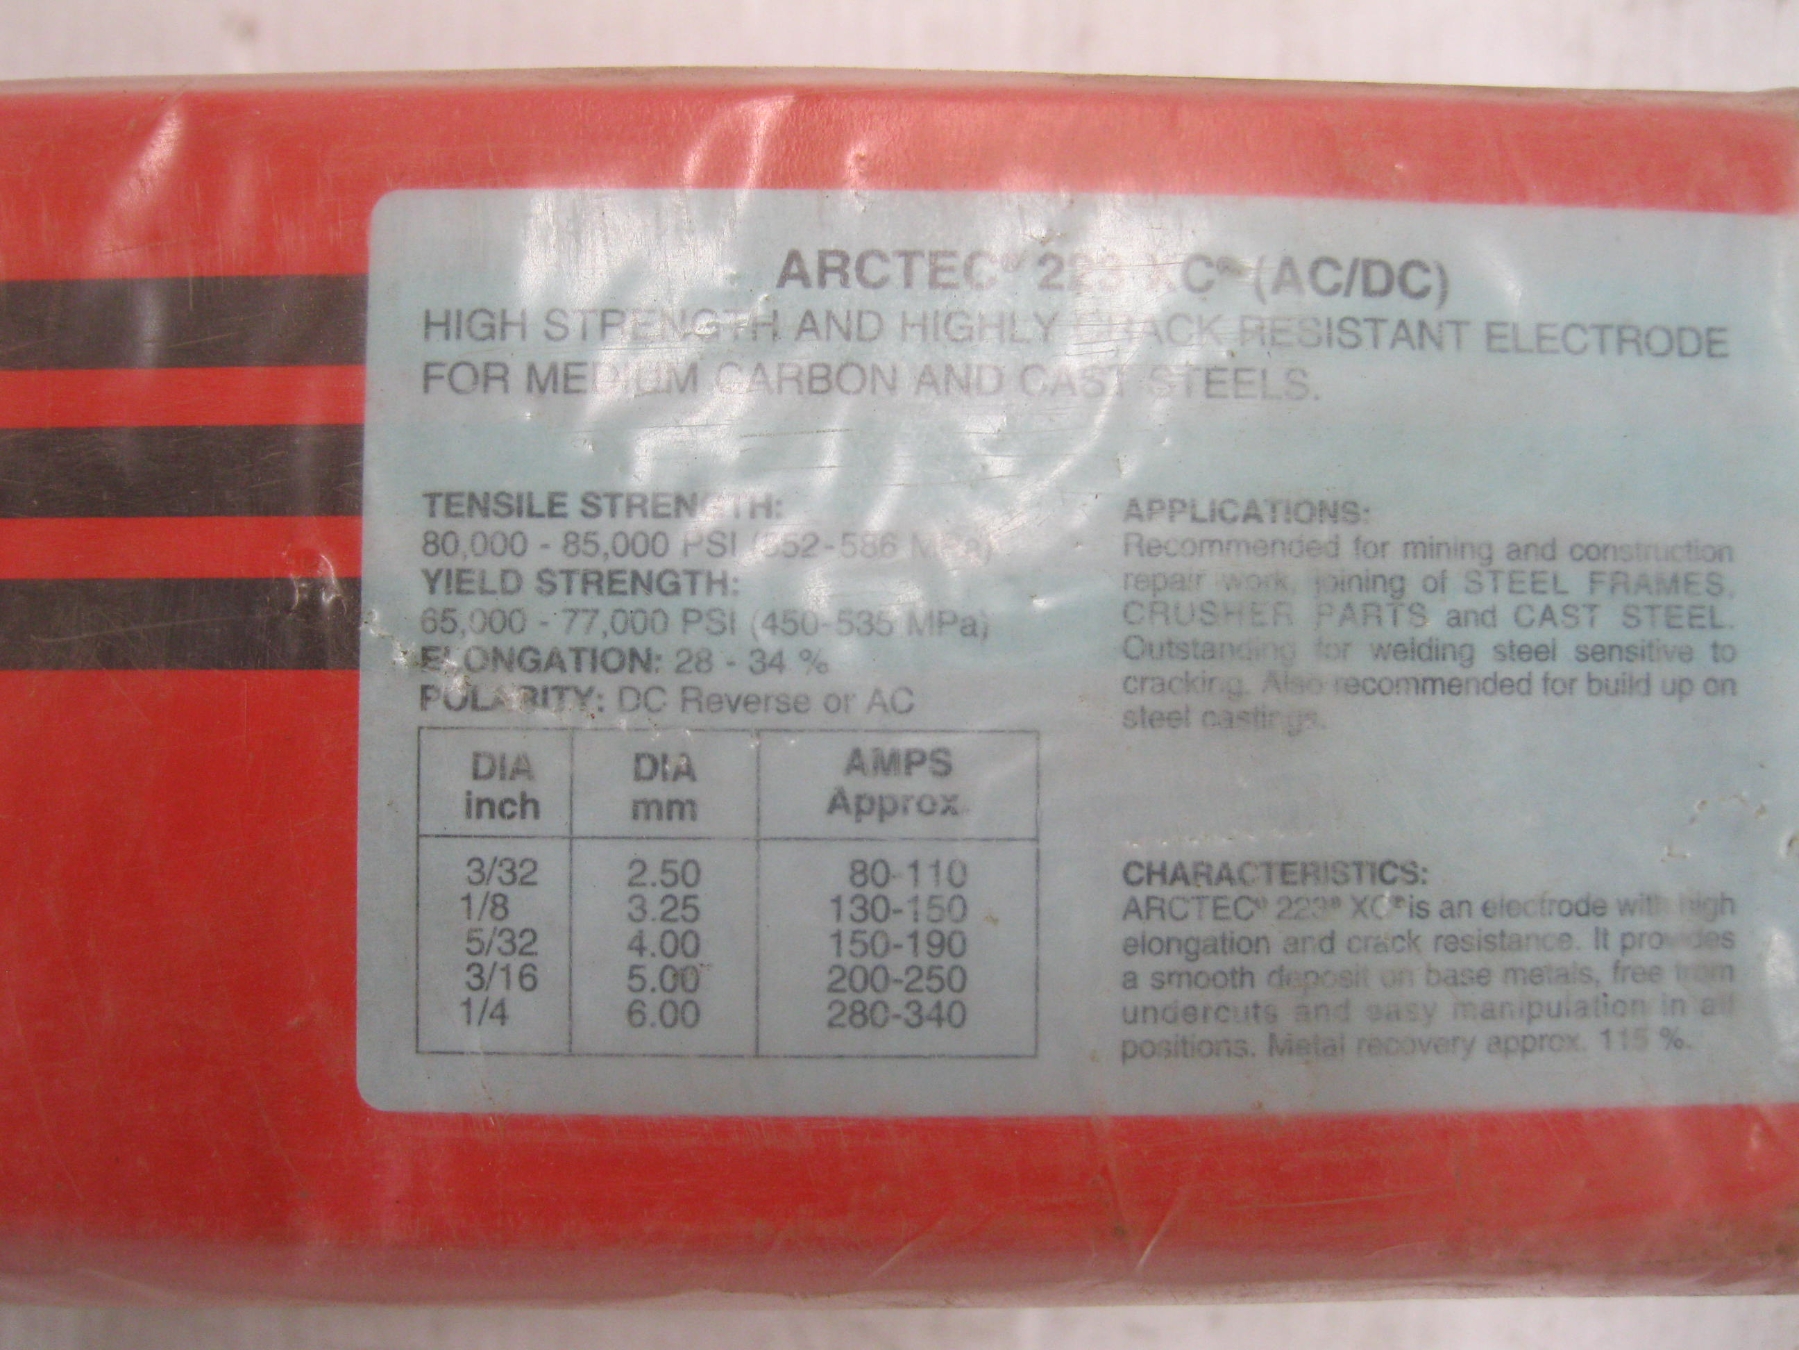 ARCTEC® 223 XC® (AC/DC)
HIGH STRENGTH AND HIGHLY CRACK RESISTANT ELECTRODE
FOR MEDIUM CARBON AND CAST STEELS.
TENSILE STRENGTH:
80,000 - 85,000 PSI (552-586 MPa)
YIELD STRENGTH:
65,000 - 77,000 PSI (450-535 MPa)
ELONGATION: 28 - 34 %
POLARITY: DC Reverse or AC
DIA inch DIA mm AMPS Approx.
3/32 2.50 80-110
1/8 3.25 130-150
5/32 4.00 150-190
3/16 5.00 200-250
1/4 6.00 280-340
APPLICATIONS:
Recommended for mining and construction
repair work, joining of STEEL FRAMES,
CRUSHER PARTS and CAST STEEL.
Outstanding for welding steel sensitive to
cracking. Also recommended for build up on
steel castings.
CHARACTERISTICS:
ARCTEC® 223® XC® is an electrode with high
elongation and crack resistance. It provides
a smooth deposit on base metals, free from
undercuts and easy manipulation in all
positions. Metal recovery approx. 115 %.